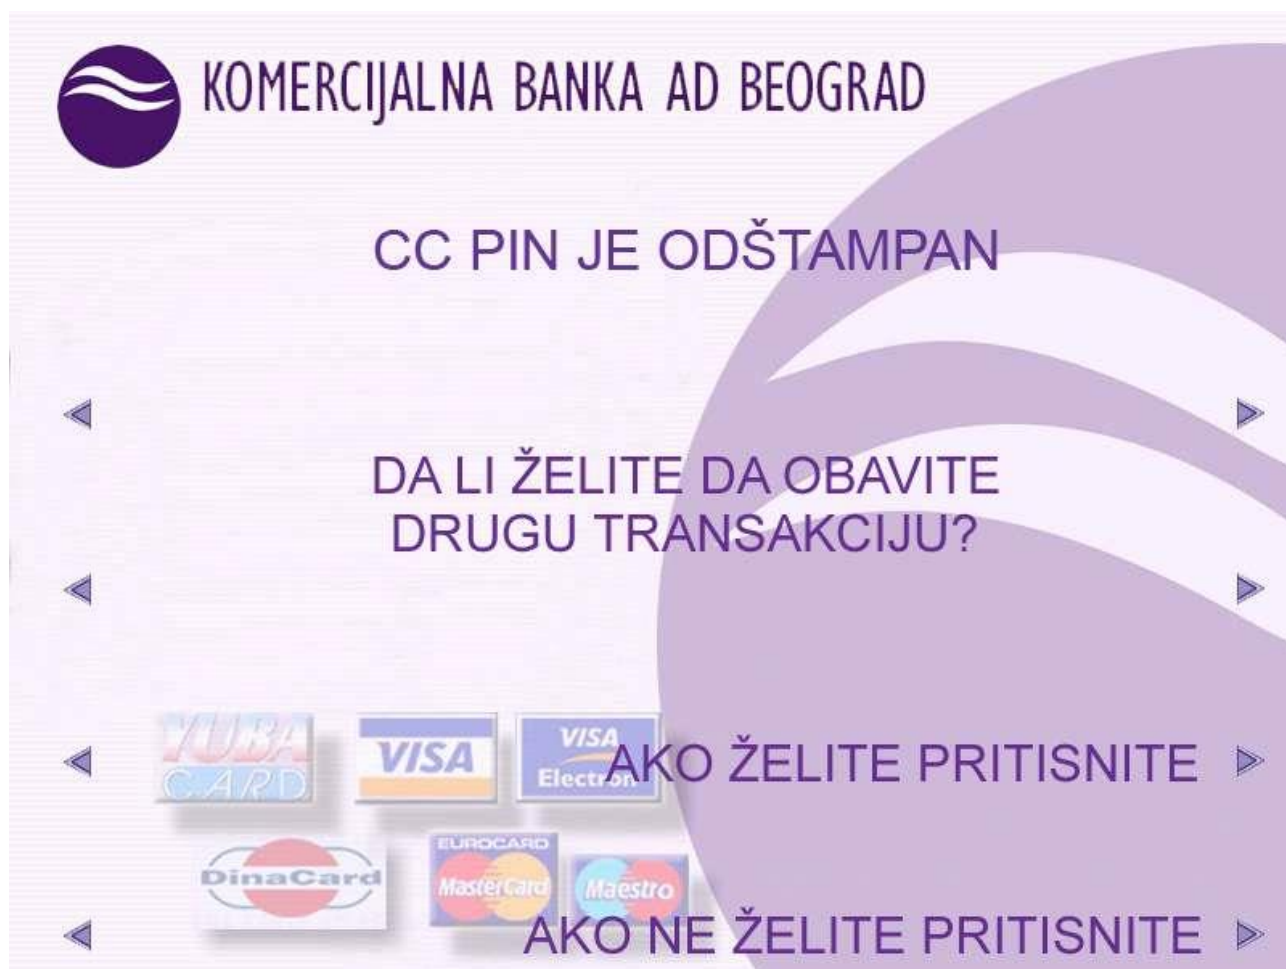 KOMERCIJALNA BANKA AD BEOGRAD
CC PIN JE ODŠTAMPAN
DA LI ŽELITE DA OBAVITE
DRUGU TRANSAKCIJU?
YUBA
CARD
VISA
VISA
Electron
AKO ŽELITE PRITISNITE
DinaCard
EUROCARD
MasterCard
Maestro
AKO NE ŽELITE PRITISNITE